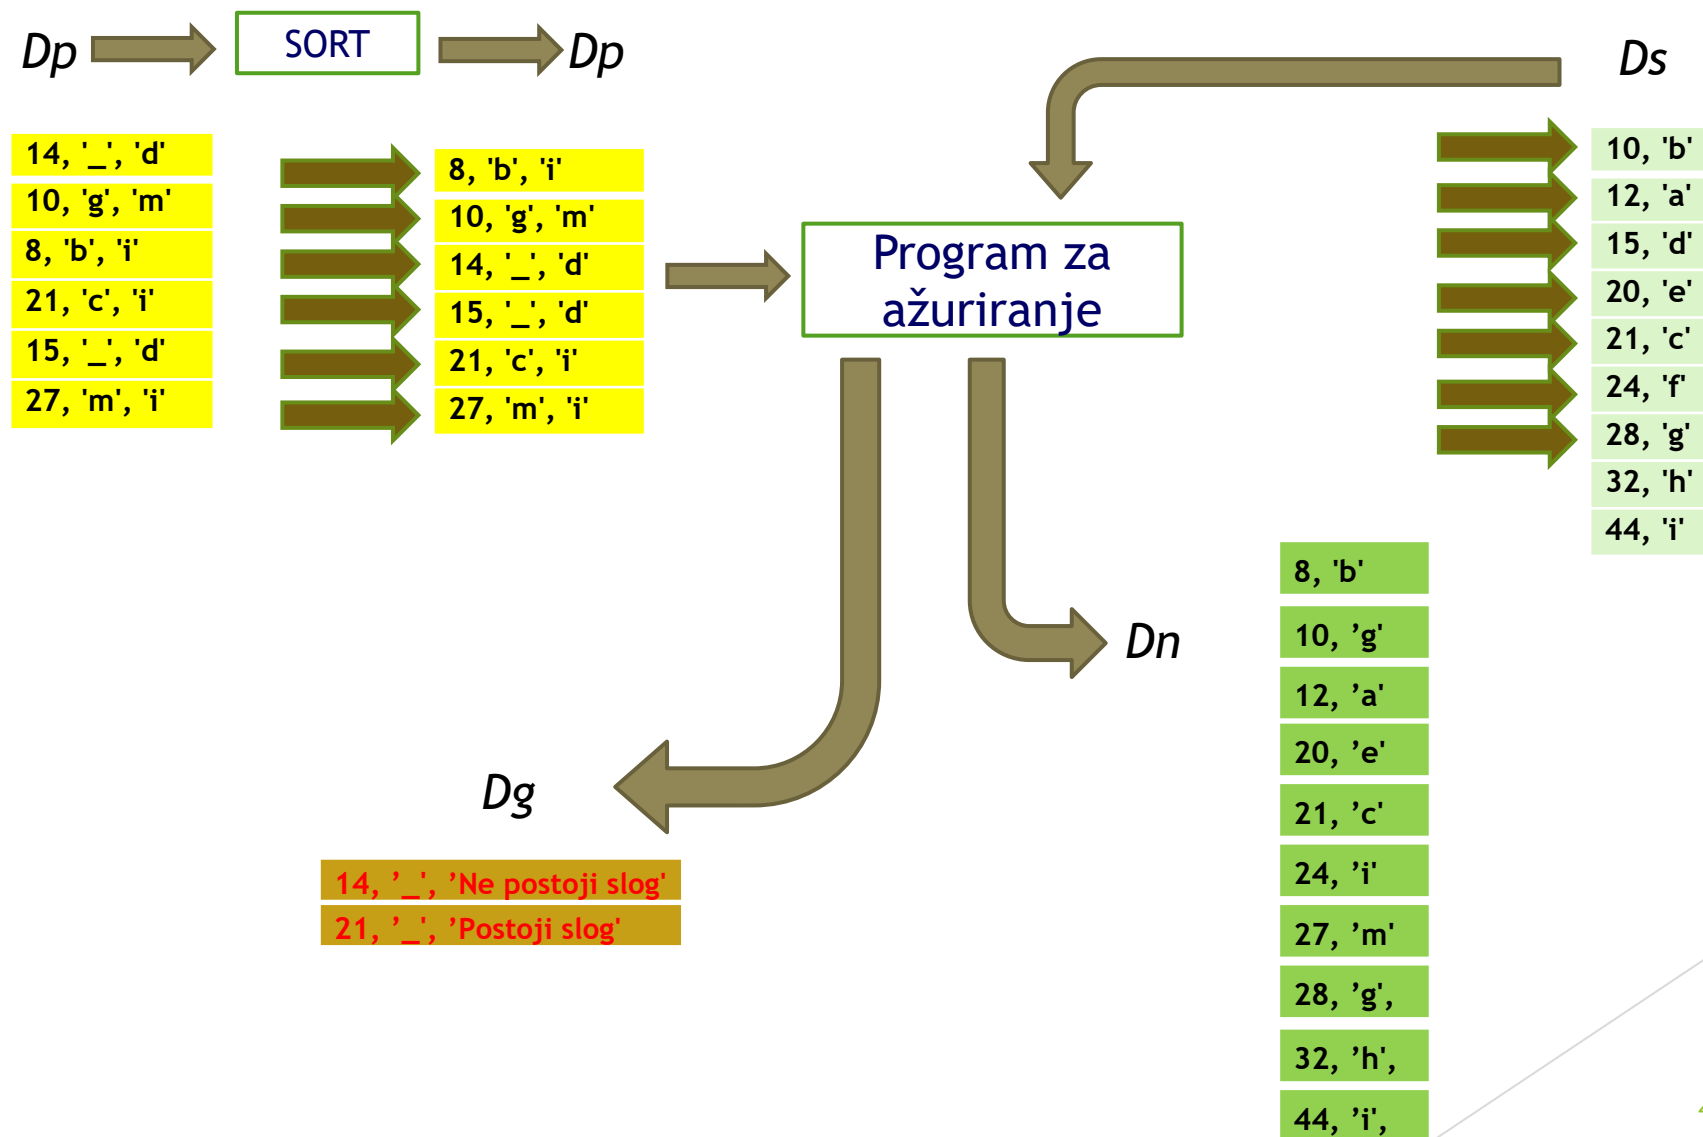 Dp
SORT
Dp
Ds
14, '_', 'd'
10, 'g', 'm'
8, 'b', 'i'
21, 'c', 'i'
15, '_', 'd'
27, 'm', 'i'
8, 'b', 'i'
10, 'g', 'm'
14, '_', 'd'
15, '_', 'd'
21, 'c', 'i'
27, 'm', 'i'
Program za
ažuriranje
10, 'b'
12, 'a'
15, 'd'
20, 'e'
21, 'c'
24, 'f'
28, 'g'
32, 'h'
44, 'i'
Dn
8, 'b'
10, ’g'
12, ’a'
20, ’e'
21, ’c'
24, ’i'
27, ’m'
28, ’g',
32, ’h',
44, ’i',
Dg
14, ’_', ’Ne postoji slog'
21, ’_', ’Postoji slog'